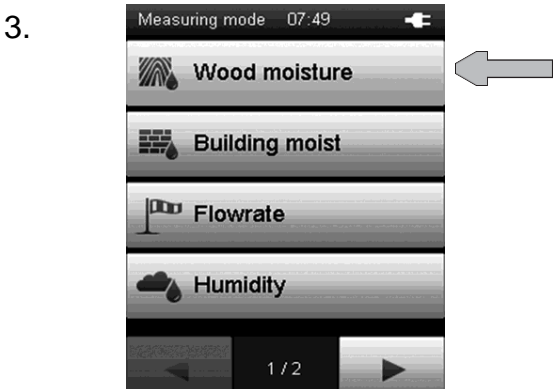 3.
Measuring mode 07:49
Wood moisture
Building moist
Flowrate
Humidity
1 / 2